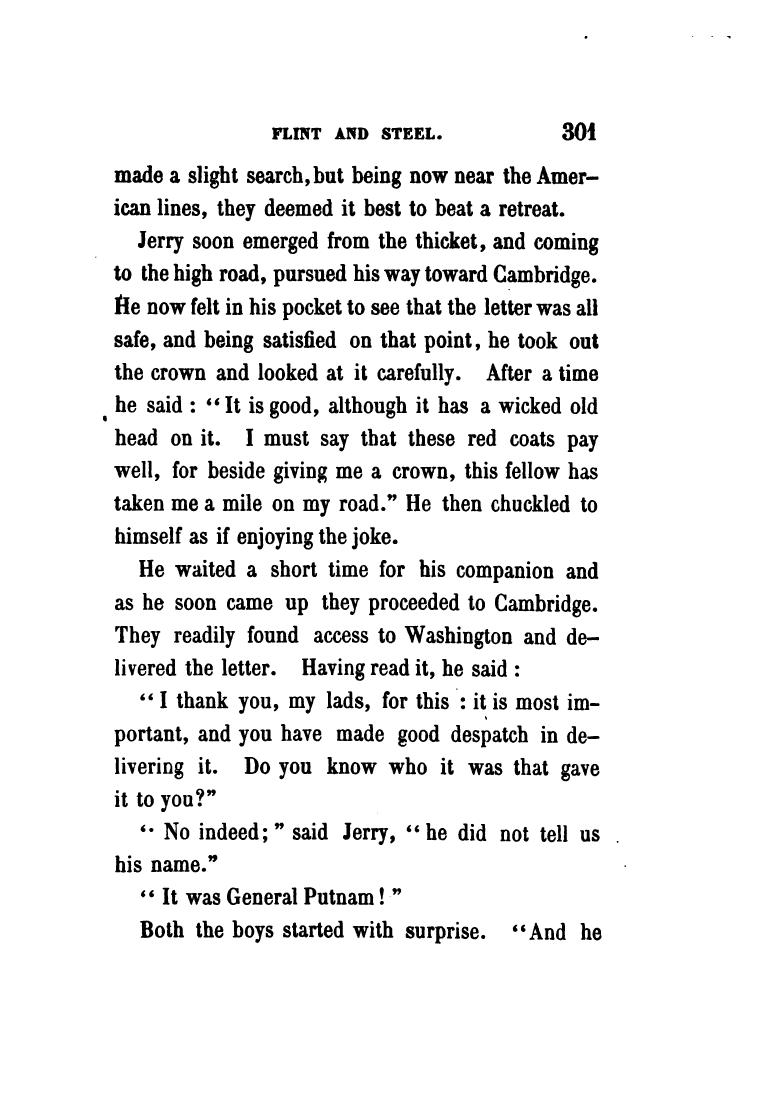 FLINT AND STEEL. 301
made a slight search, but being now near the Amer-
ican lines, they deemed it best to beat a retreat.
Jerry soon emerged from the thicket, and coming
to the high road, pursued his way toward Cambridge.
He now felt in his pocket to see that the letter was all
safe, and being satisfied on that point, he took out
the crown and looked at it carefully. After a time
he said : "It is good, although it has a wicked old
head on it. I must say that these red coats pay
well, for beside giving me a crown, this fellow has
taken me a mile on my road." He then chuckled to
himself as if enjoying the joke.
He waited a short time for his companion and
as he soon came up they proceeded to Cambridge.
They readily found access to Washington and de-
livered the letter. Having read it, he said :
" I thank you, my lads, for this : it is most im-
portant, and you have made good despatch in de-
livering it. Do you know who it was that gave
it to you?"
" No indeed; " said Jerry, " he did not tell us
his name."
" It was General Putnam ! "
Both the boys started with surprise. "And he